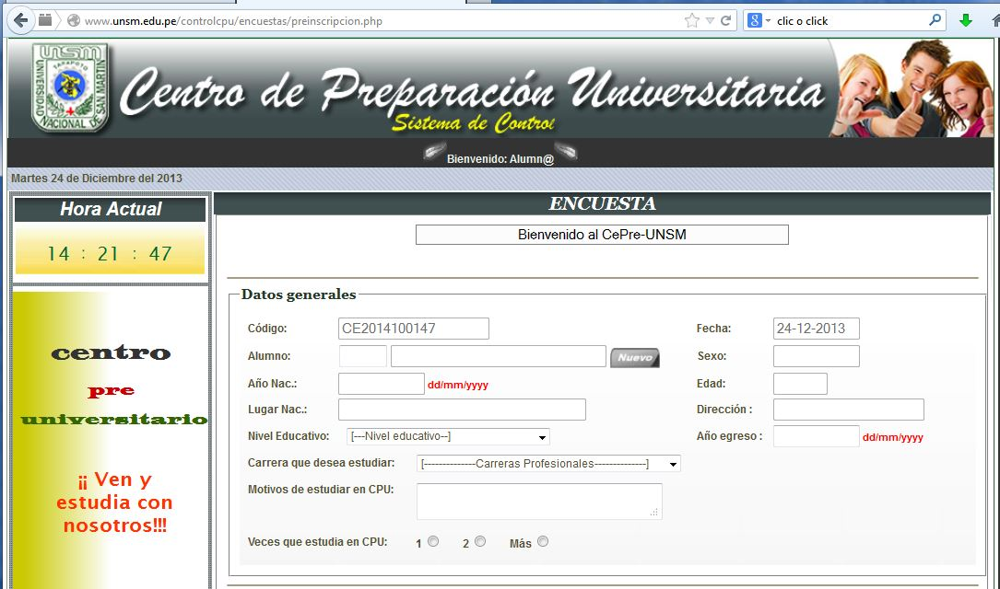 www.unsm.edu.pe/controlcpu/encuestas/preinscripcion.php
clic o click
UNSM
TARAPOTO
UNIVERSIDAD NACIONAL DE SAN MARTIN
Centro de Preparación Universitaria
Sistema de Control
Bienvenido: Alumn@
Martes 24 de Diciembre del 2013
Hora Actual
14 : 21 : 47
centro
pre
universitario
¡¡ Ven y
estudia con
nosotros!!!
ENCUESTA
Bienvenido al CePre-UNSM
Datos generales
Código: CE2014100147 Fecha: 24-12-2013
Alumno: Nuevo Sexo:
Año Nac.: dd/mm/yyyy Edad:
Lugar Nac.: Dirección :
Nivel Educativo: [---Nivel educativo--] Año egreso : dd/mm/yyyy
Carrera que desea estudiar: [--------------Carreras Profesionales--------------]
Motivos de estudiar en CPU:
Veces que estudia en CPU: 1 2 Más